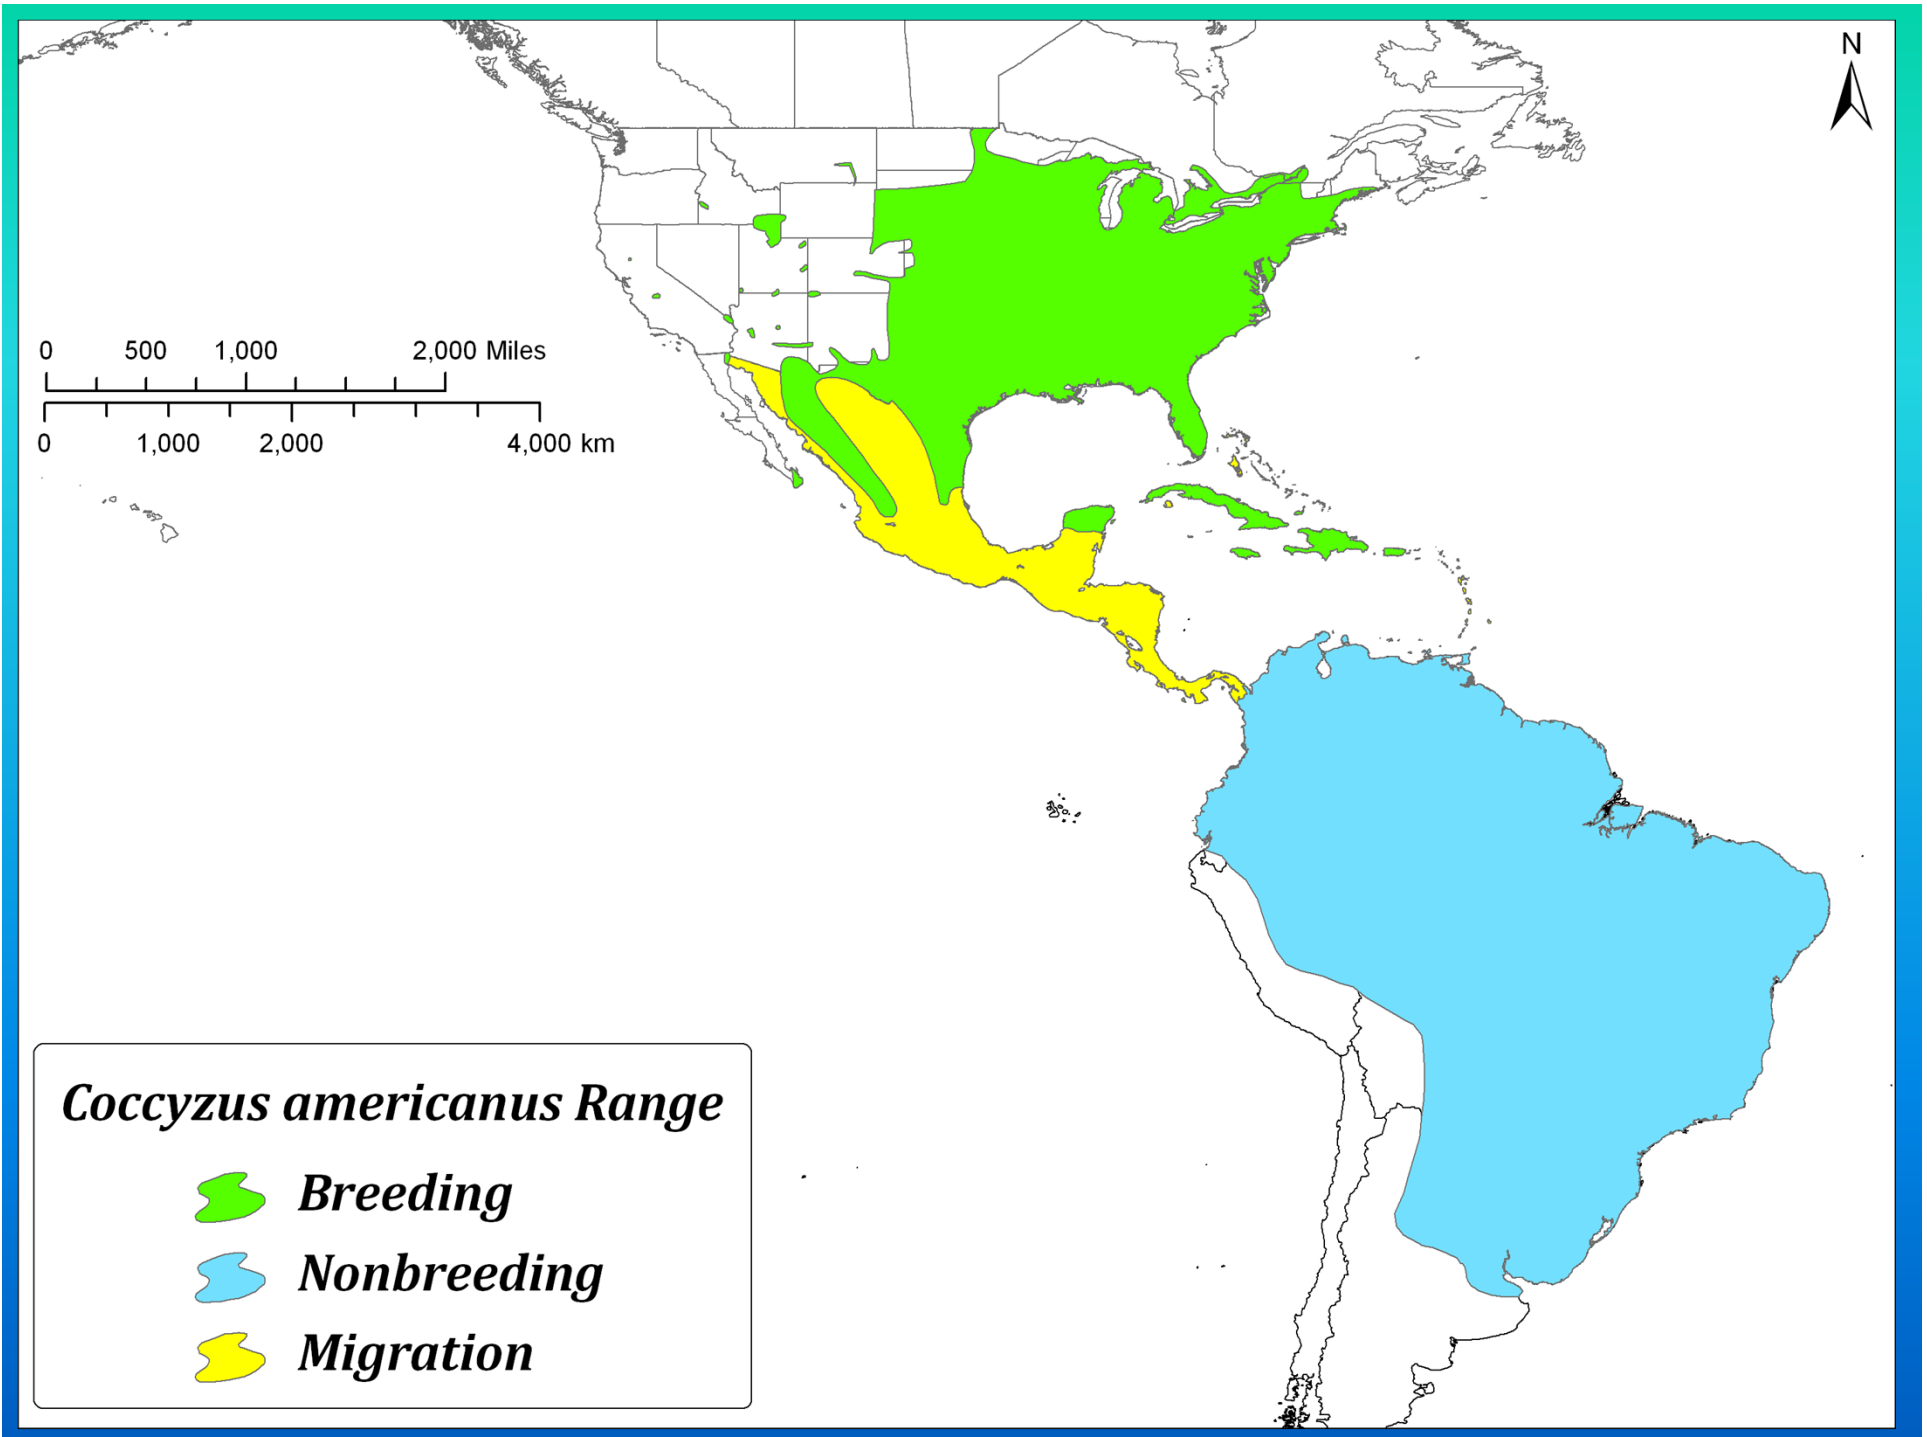 N
0 500 1,000 2,000 Miles
0 1,000 2,000 4,000 km
Coccyzus americanus Range
Breeding
Nonbreeding
Migration